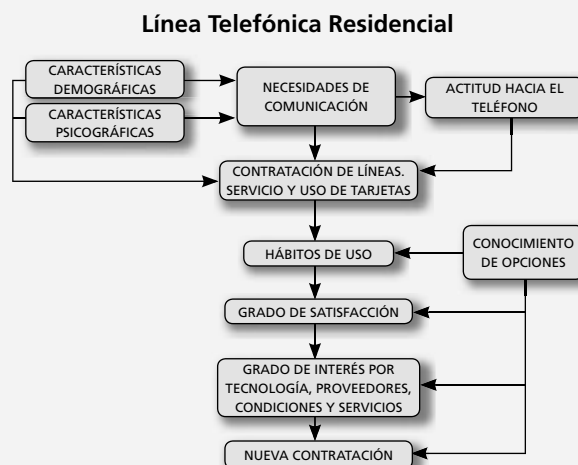 Línea Telefónica Residencial
CARACTERÍSTICAS
DEMOGRÁFICAS
CARACTERÍSTICAS
PSICOGRÁFICAS
NECESIDADES DE
COMUNICACIÓN
ACTITUD HACIA EL
TELÉFONO
CONTRATACIÓN DE LÍNEAS.
SERVICIO Y USO DE TARJETAS
HÁBITOS DE USO
CONOCIMIENTO
DE OPCIONES
GRADO DE SATISFACCIÓN
GRADO DE INTERÉS POR
TECNOLOGÍA, PROVEEDORES,
CONDICIONES Y SERVICIOS
NUEVA CONTRATACIÓN